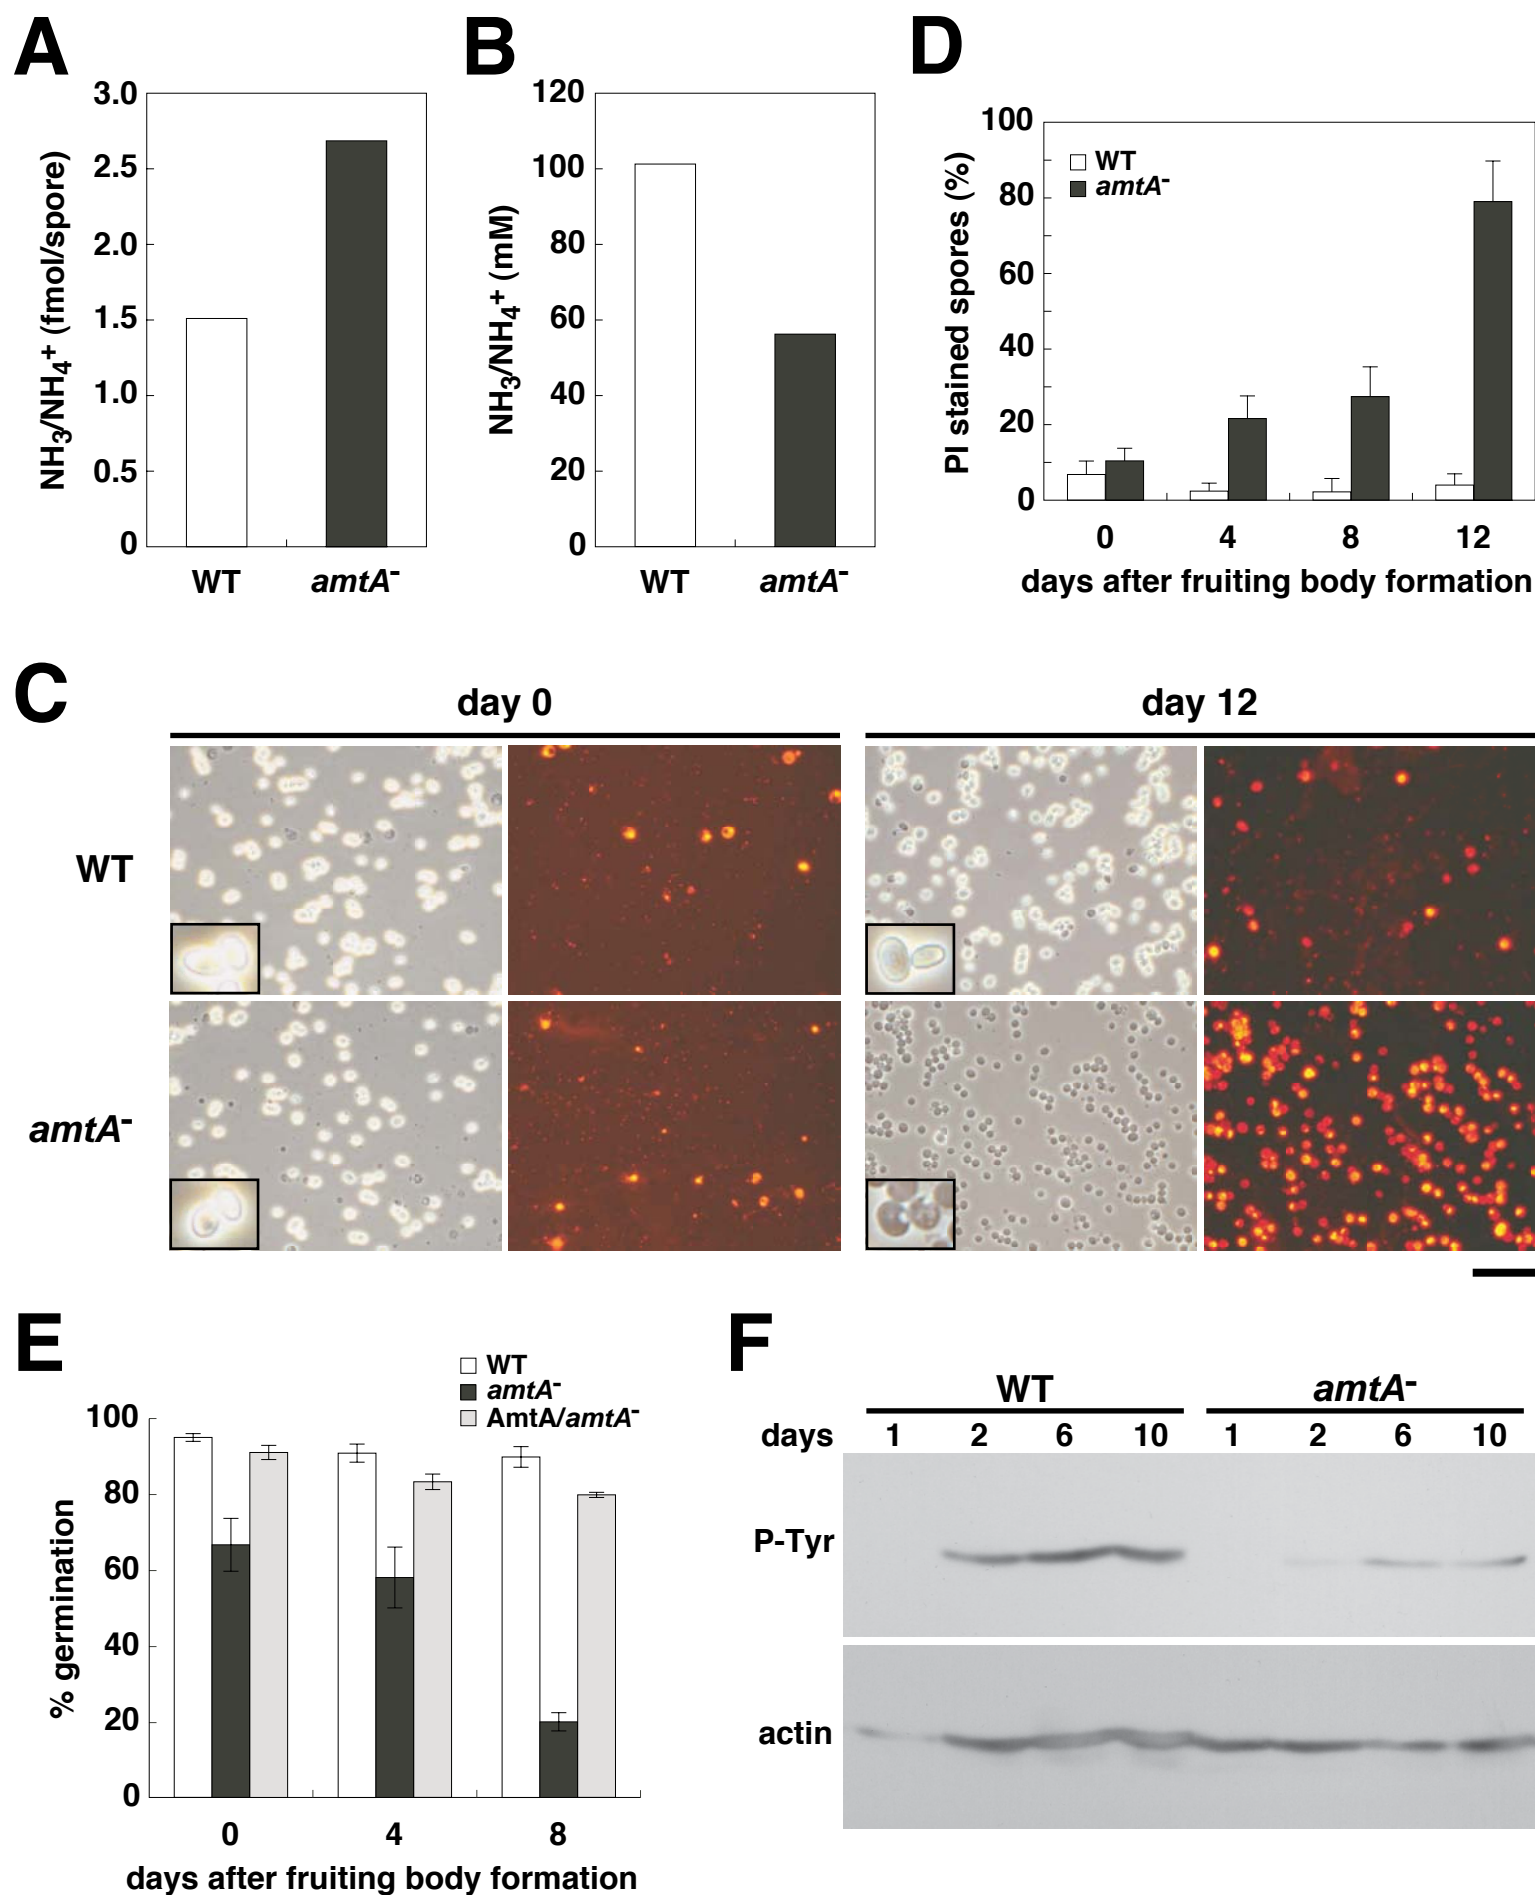 A
3.0
2.5
2.0
1.5
1.0
0.5
0
NH3/NH4+ (fmol/spore)
WT
amtA-
B
120
100
80
60
40
20
0
NH3/NH4+ (mM)
WT
amtA-
D
100
80
60
40
20
0
PI stained spores (%)
WT
amtA-
0 4 8 12
days after fruiting body formation
C
day 0
day 12
WT
amtA-
E
WT
amtA-
AmtA/amtA-
100
80
60
40
20
0
% germination
0 4 8
days after fruiting body formation
F
WT
amtA-
days 1 2 6 10 1 2 6 10
P-Tyr
actin